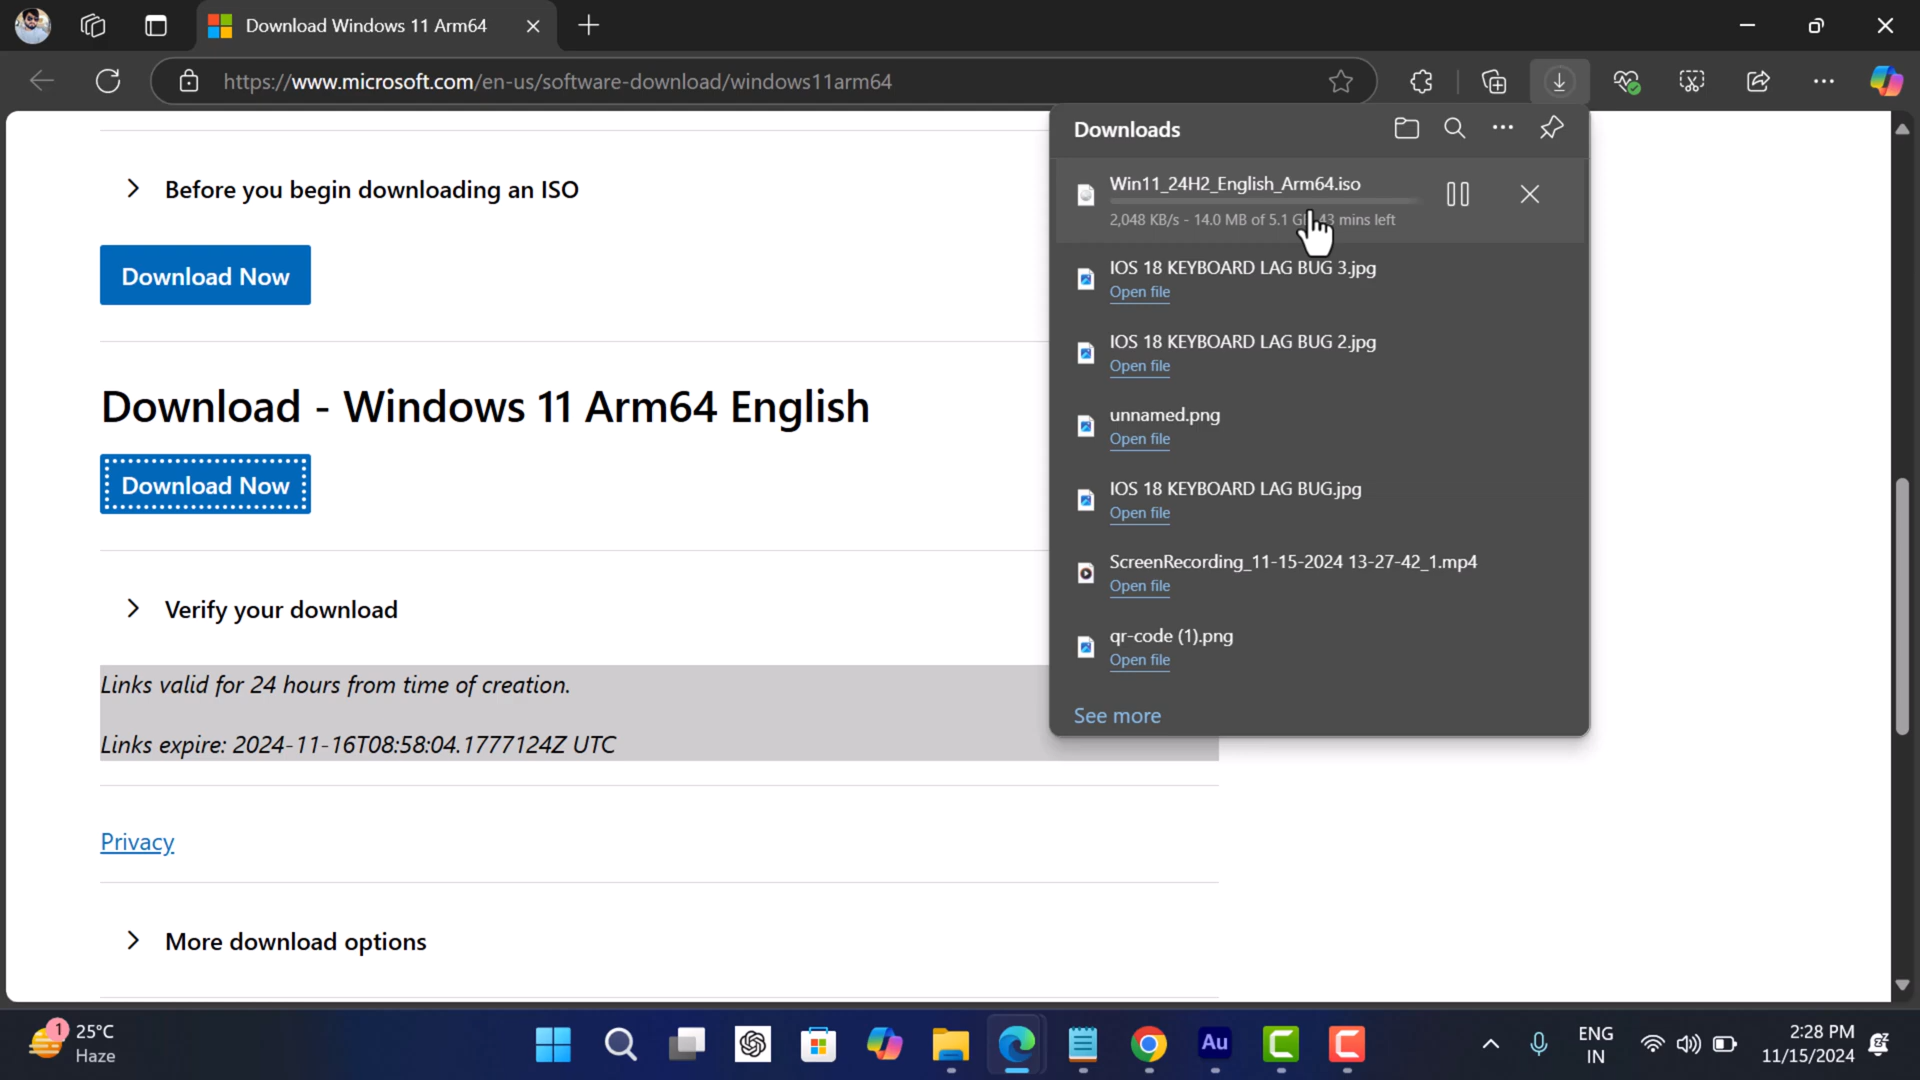 Download Windows 11 Arm64
https://www.microsoft.com/en-us/software-download/windows11arm64
Before you begin downloading an ISO
Download Now
Download - Windows 11 Arm64 English
Download Now
Verify your download
Links valid for 24 hours from time of creation.
Links expire: 2024-11-16T08:58:04.1777124Z UTC
Privacy
More download options
Downloads
Win11_24H2_English_Arm64.iso
2,048 KB/s - 14.0 MB of 5.1 43 mins left
IOS 18 KEYBOARD LAG BUG 3.jpg
Open file
IOS 18 KEYBOARD LAG BUG 2.jpg
Open file
unnamed.png
Open file
IOS 18 KEYBOARD LAG BUG.jpg
Open file
ScreenRecording_11-15-2024 13-27-42_1.mp4
Open file
qr-code (1).png
Open file
See more
1
25°C
Haze
Au
ENG
IN
2:28 PM
11/15/2024